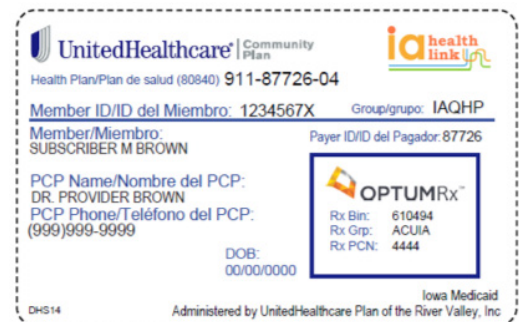 UnitedHealthcare® Community Plan
ia health link
Health Plan/Plan de salud (80840) 911-87726-04
Member ID/ID del Miembro: 1234567X Group/grupo: IAQHP
Member/Miembro: Payer ID/ID del Pagador: 87726
SUBSCRIBER M BROWN
PCP Name/Nombre del PCP:
DR. PROVIDER BROWN
PCP Phone/Teléfono del PCP:
(999)999-9999
DOB:
00/00/0000
OPTUMRx™
Rx Bin: 610494
Rx Grp: ACUIA
Rx PCN: 4444
Iowa Medicaid
DHS14 Administered by UnitedHealthcare Plan of the River Valley, Inc